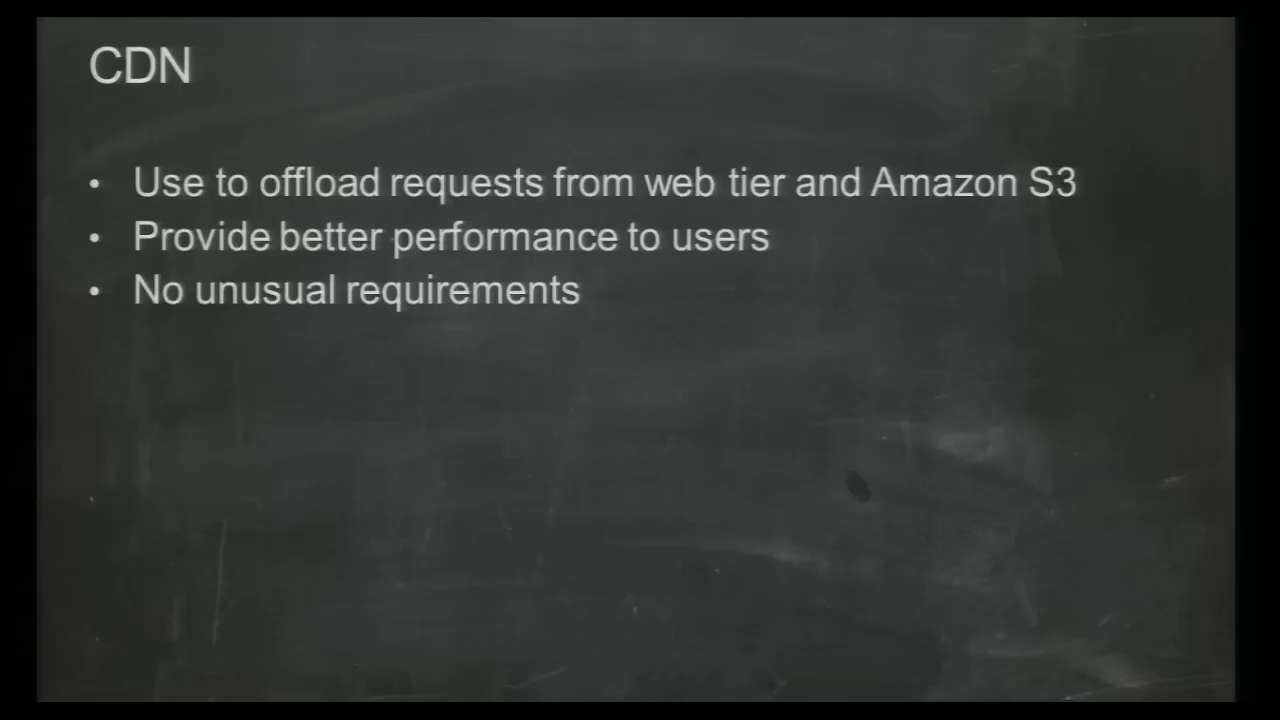 CDN
• Use to offload requests from web tier and Amazon S3
• Provide better performance to users
• No unusual requirements